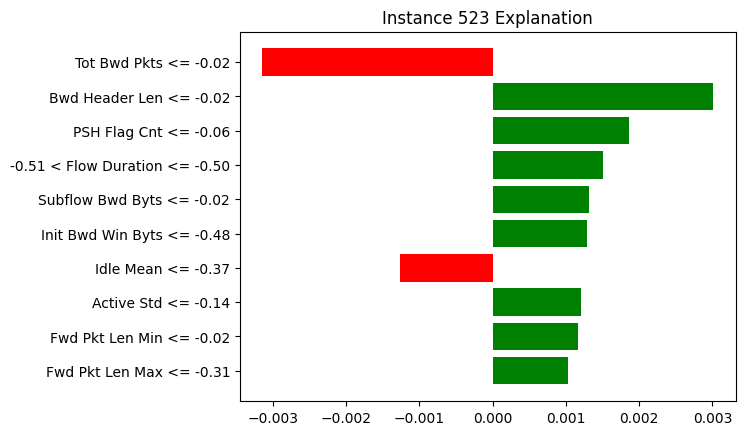 Instance 523 Explanation
Tot Bwd Pkts <= -0.02
Bwd Header Len <= -0.02
PSH Flag Cnt <= -0.06
-0.51 < Flow Duration <= -0.50
Subflow Bwd Byts <= -0.02
Init Bwd Win Byts <= -0.48
Idle Mean <= -0.37
Active Std <= -0.14
Fwd Pkt Len Min <= -0.02
Fwd Pkt Len Max <= -0.31
−0.003 −0.002 −0.001 0.000 0.001 0.002 0.003